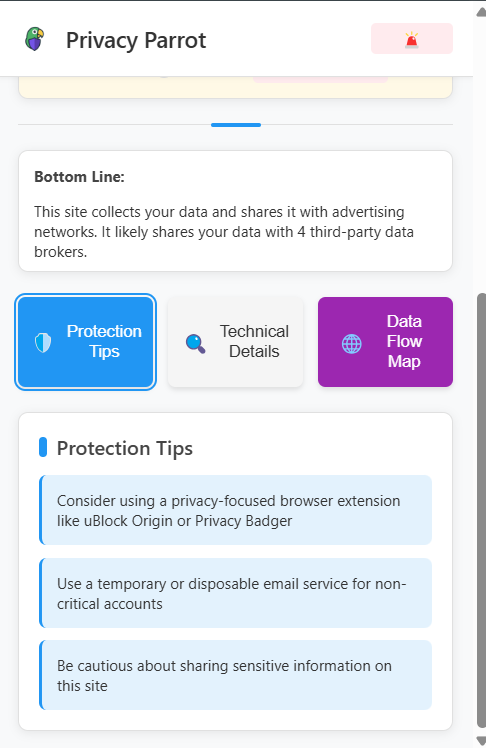 Privacy Parrot
Bottom Line:
This site collects your data and shares it with advertising
networks. It likely shares your data with 4 third-party data
brokers.
Protection
Tips
Technical
Details
Data
Flow
Map
Protection Tips
Consider using a privacy-focused browser extension
like uBlock Origin or Privacy Badger
Use a temporary or disposable email service for non-
critical accounts
Be cautious about sharing sensitive information on
this site